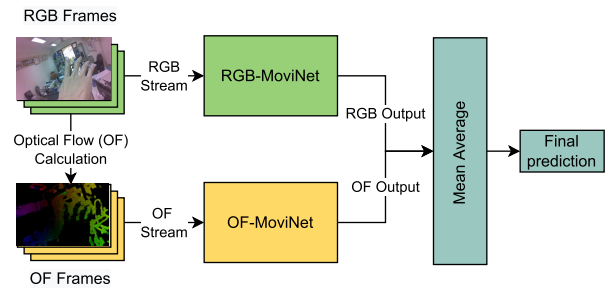 RGB Frames
RGB
Stream
RGB-MoviNet
RGB Output
Optical Flow (OF)
Calculation
Mean Average
Final
prediction
OF
Stream
OF-MoviNet
OF Output
OF Frames